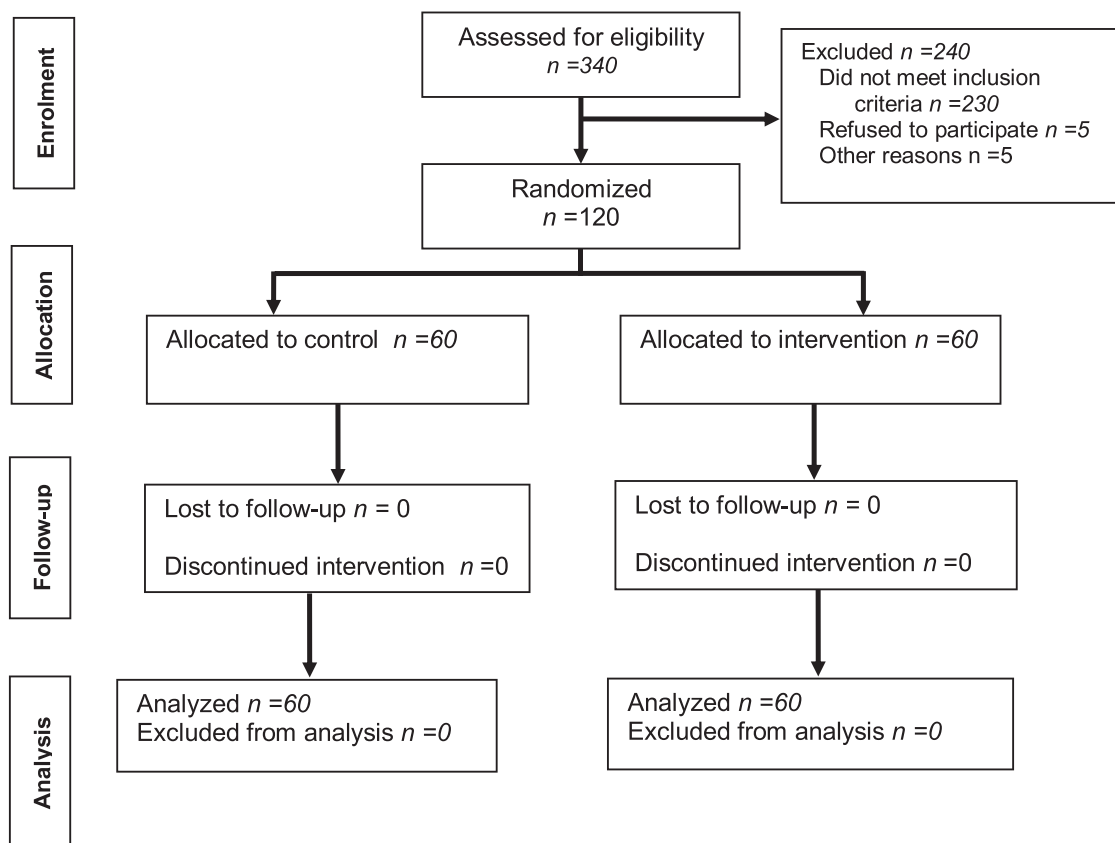 Enrolment
Assessed for eligibility
n =340
Excluded n =240
Did not meet inclusion
criteria n =230
Refused to participate n =5
Other reasons n =5
Randomized
n =120
Allocation
Allocated to control n =60
Allocated to intervention n =60
Follow-up
Lost to follow-up n = 0
Discontinued intervention n =0
Lost to follow-up n = 0
Discontinued intervention n =0
Analysis
Analyzed n =60
Excluded from analysis n =0
Analyzed n =60
Excluded from analysis n =0